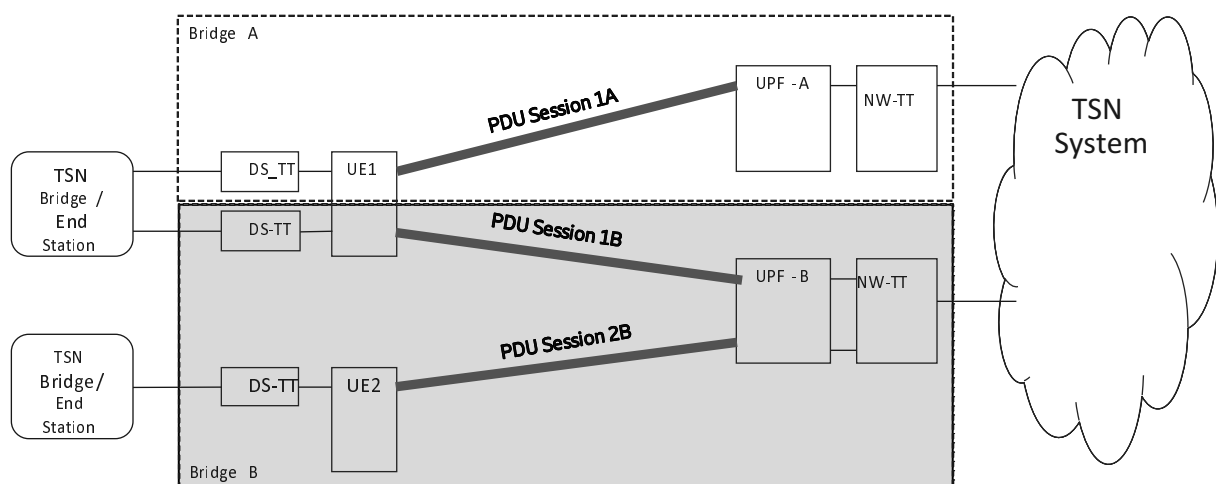 Bridge A
PDU Session 1A
UPF - A
NW-TT
TSN
System
TSN
Bridge /
End
Station
DS_TT
UE1
DS-TT
PDU Session 1B
UPF - B
NW-TT
PDU Session 2B
TSN
Bridge/
End
Station
DS-TT
UE2
Bridge B